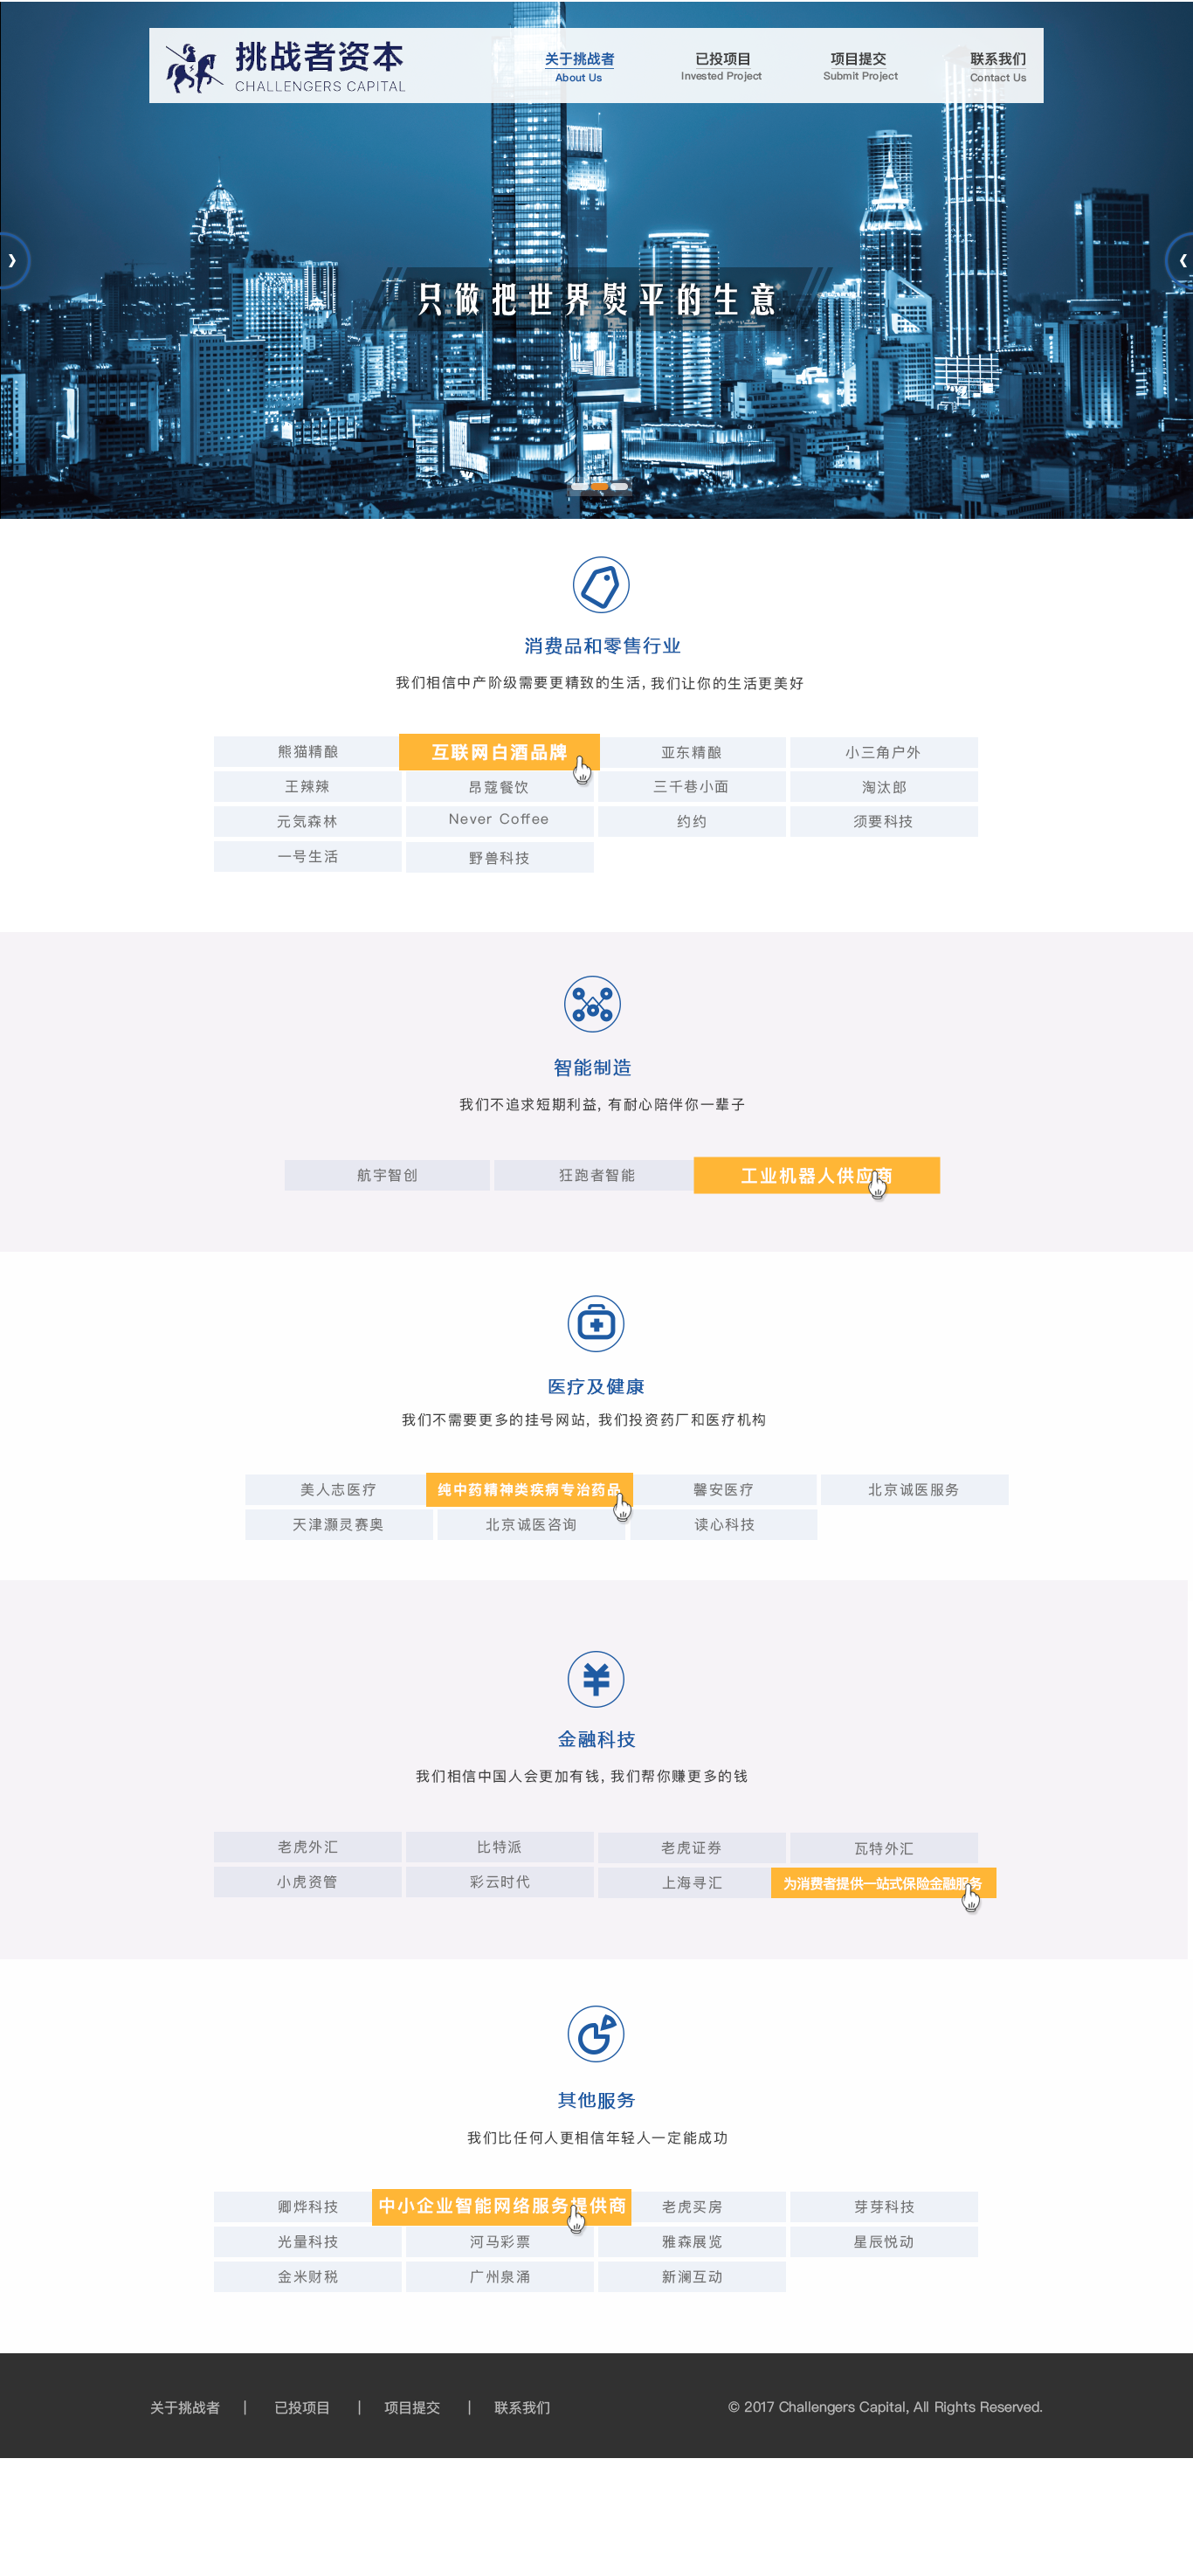 挑战者资本
CHALLENGERS CAPITAL
关于挑战者 已投项目 项目提交 联系我们
About Us Invested Project Submit Project Contact Us
只做把世界熨平的生意
消费品和零售行业
我们相信中产阶级需要更精致的生活, 我们让你的生活更美好
熊猫精酿 互联网白酒品牌 亚东精酿 小三角户外
王辣辣 昂蔻餐饮 三千巷小面 淘汰郎
元気森林 Never Coffee 约约 须要科技
一号生活 野兽科技
智能制造
我们不追求短期利益, 有耐心陪伴你一辈子
航宇智创 狂跑者智能 工业机器人供应商
医疗及健康
我们不需要更多的挂号网站, 我们投资药厂和医疗机构
美人志医疗 纯中药精神类疾病专治药品 馨安医疗 北京诚医服务
天津灏灵赛奥 北京诚医咨询 读心科技
金融科技
我们相信中国人会更加有钱, 我们帮你赚更多的钱
老虎外汇 比特派 老虎证券 瓦特外汇
小虎资管 彩云时代 上海寻汇 为消费者提供一站式保险金融服务
其他服务
我们比任何人更相信年轻人一定能成功
卿烨科技 中小企业智能网络服务提供商 老虎买房 芽芽科技
光量科技 河马彩票 雅森展览 星辰悦动
金米财税 广州泉涌 新澜互动
关于挑战者 | 已投项目 | 项目提交 | 联系我们 © 2017 Challengers Capital, All Rights Reserved.